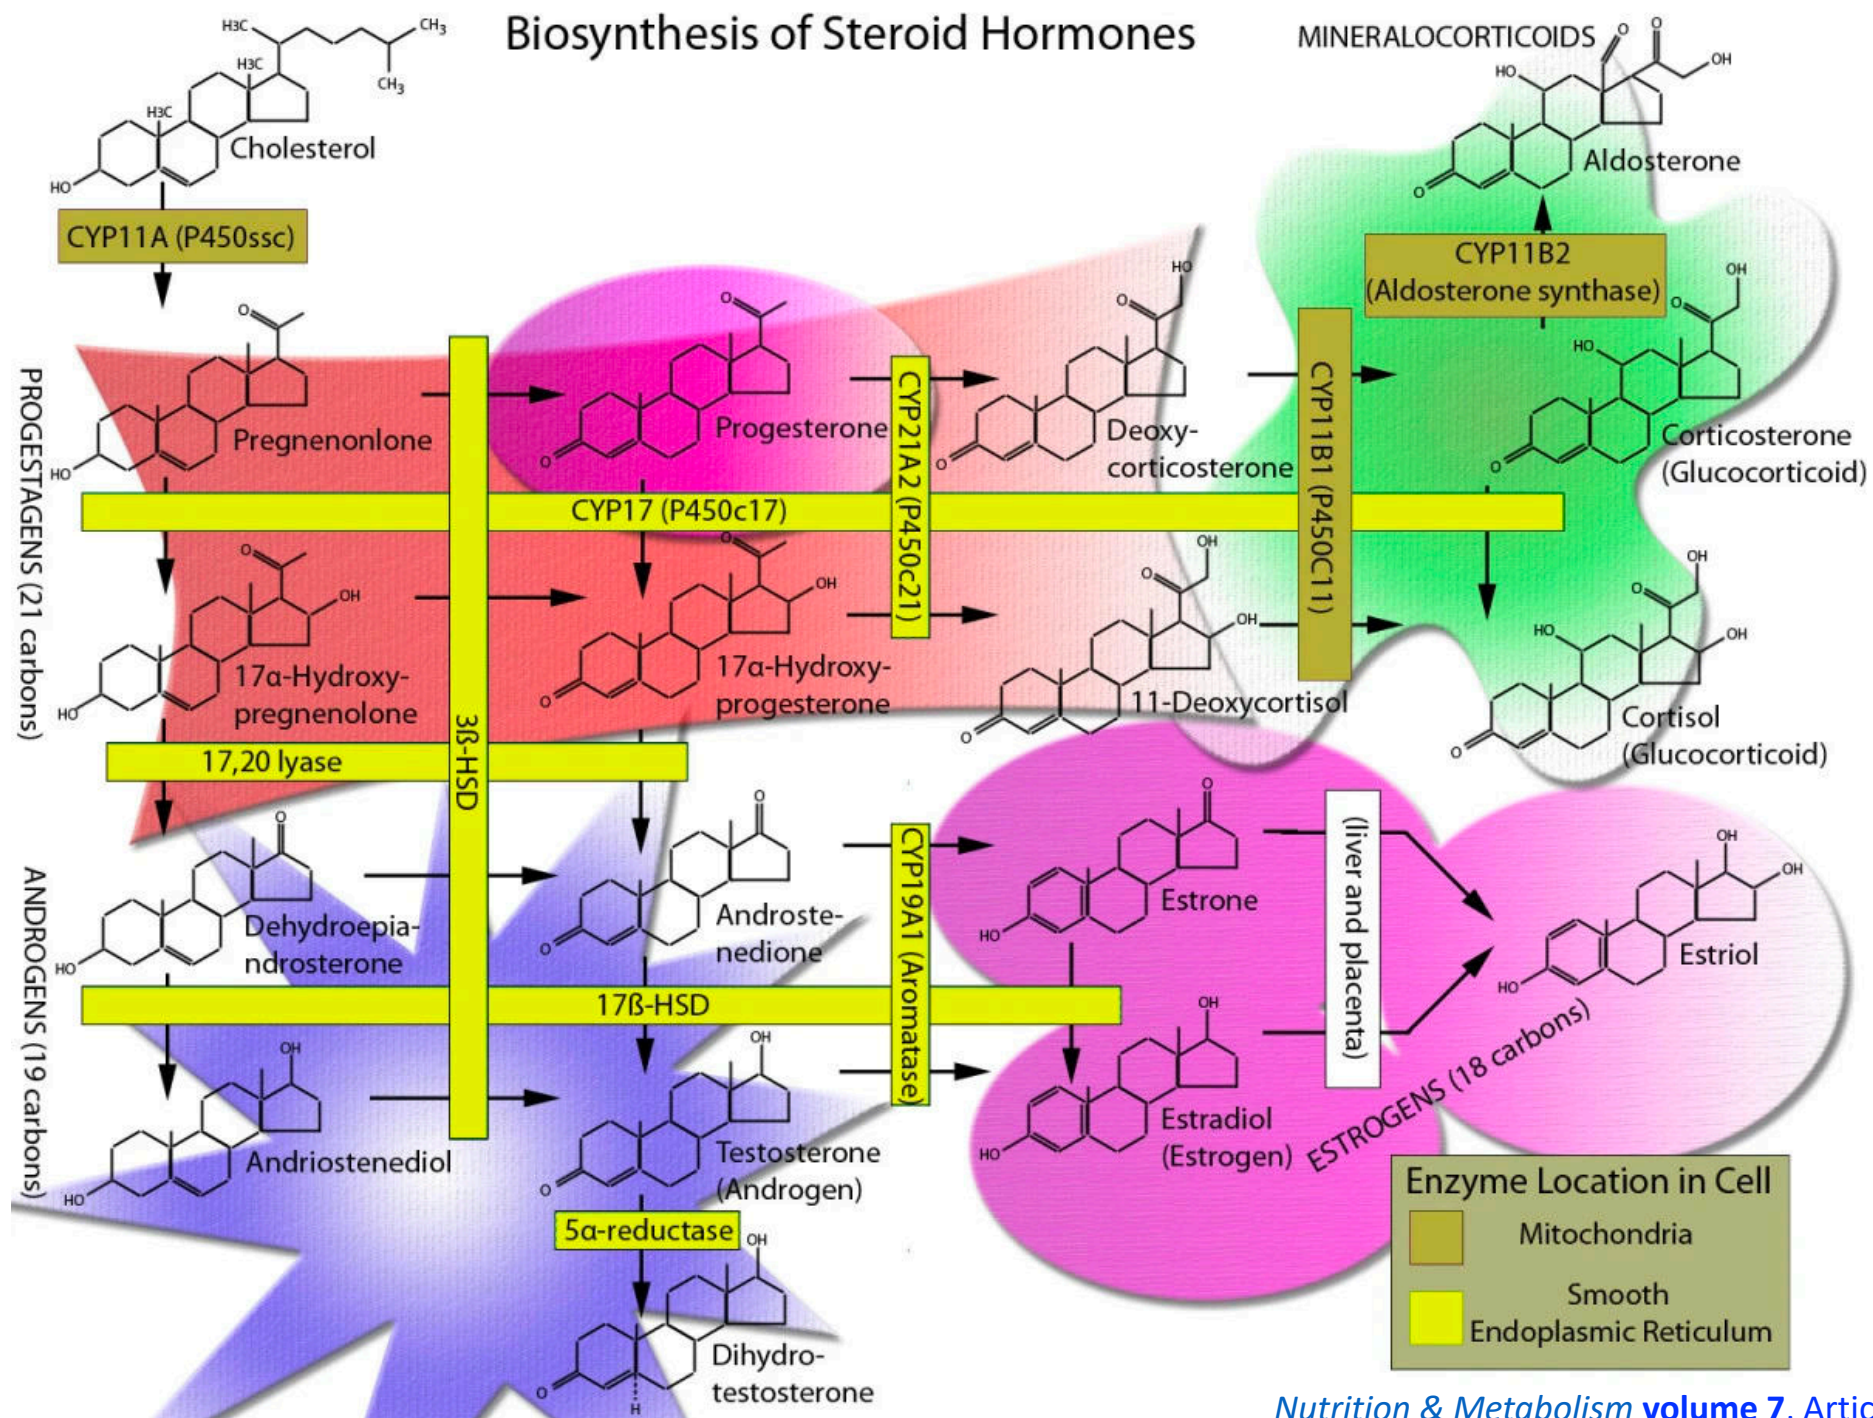 Biosynthesis of Steroid Hormones
MINERALOCORTICOIDS
H3C
CH3
H3C
CH3
H3C
HO
Cholesterol
O
O
OH
HO
O
Aldosterone
CYP11A (P450ssc)
CYP11B2
(Aldosterone synthase)
PROGESTAGENS (21 carbons)
O
HO
Pregnenonlone
O
O
Progesterone
HO
O
O
Deoxy-
corticosterone
OH
O
HO
O
Corticosterone
(Glucocorticoid)
CYP17 (P450c17)
CYP21A2 (P450c21)
CYP11B1 (P450C11)
3ß-HSD
O
OH
HO
17α-Hydroxy-
pregnenolone
O
OH
O
17α-Hydroxy-
progesterone
OH
O
OH
O
11-Deoxycortisol
OH
O
HO
OH
O
Cortisol
(Glucocorticoid)
17,20 lyase
ANDROGENS (19 carbons)
O
HO
Dehydroepia-
ndrosterone
O
O
Androste-
nedione
CYP19A1 (Aromatase)
O
HO
Estrone
(liver and placenta)
OH
OH
HO
Estriol
17ß-HSD
OH
HO
Andriostenediol
OH
O
Testosterone
(Androgen)
OH
HO
Estradiol
(Estrogen)
ESTROGENS (18 carbons)
5α-reductase
OH
O
H
Dihydro-
testosterone
Enzyme Location in Cell
Mitochondria
Smooth
Endoplasmic Reticulum
Nutrition & Metabolism volume 7, Artic